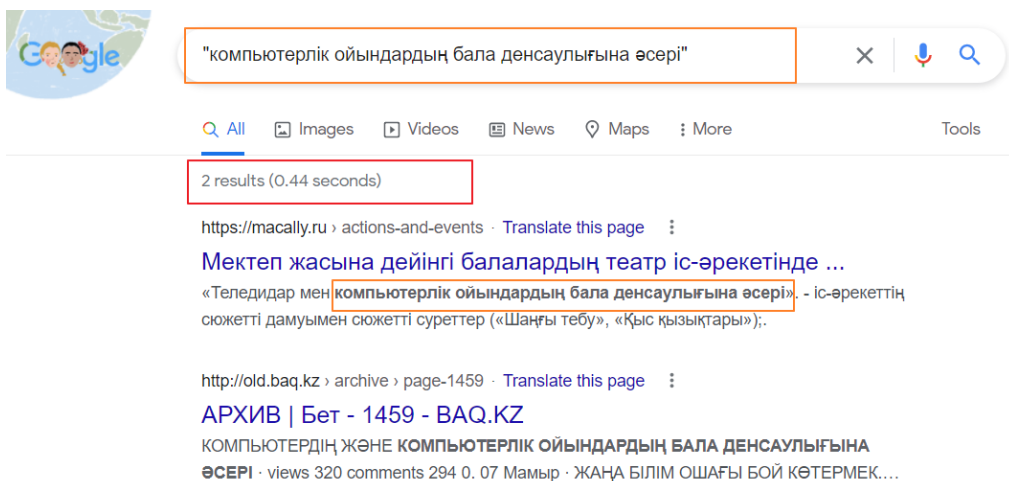 Google
"компьютерлік ойындардың бала денсаулығына әсері"
All Images Videos News Maps More Tools
2 results (0.44 seconds)
https://macally.ru › actions-and-events · Translate this page
Мектеп жасына дейінгі балалардың театр іс-әрекетінде ...
«Теледидар мен компьютерлік ойындардың бала денсаулығына әсері». - іс-әрекеттің
сюжетті дамуымен сюжетті суреттер («Шаңғы тебу», «Қыс қызықтары»);.
http://old.baq.kz › archive › page-1459 · Translate this page
АРХИВ | Бет - 1459 - BAQ.KZ
КОМПЬЮТЕРДІҢ ЖӘНЕ КОМПЬЮТЕРЛІК ОЙЫНДАРДЫҢ БАЛА ДЕНСАУЛЫҒЫНА
ӘСЕРІ · views 320 comments 294 0. 07 Мамыр · ЖАҢА БІЛІМ ОШАҒЫ БОЙ КӨТЕРМЕК....